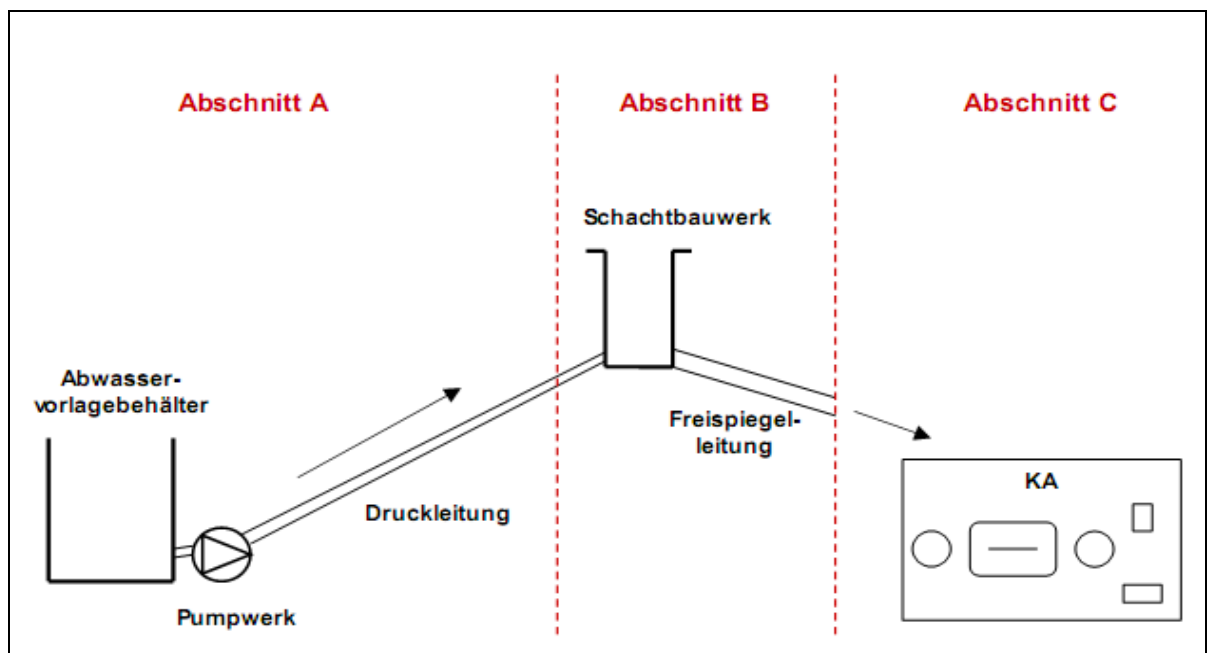 Abschnitt A
Abschnitt B
Abschnitt C
Schachtbauwerk
Abwasser-
vorlagebehälter
Freispiegel-
leitung
KA
Druckleitung
Pumpwerk